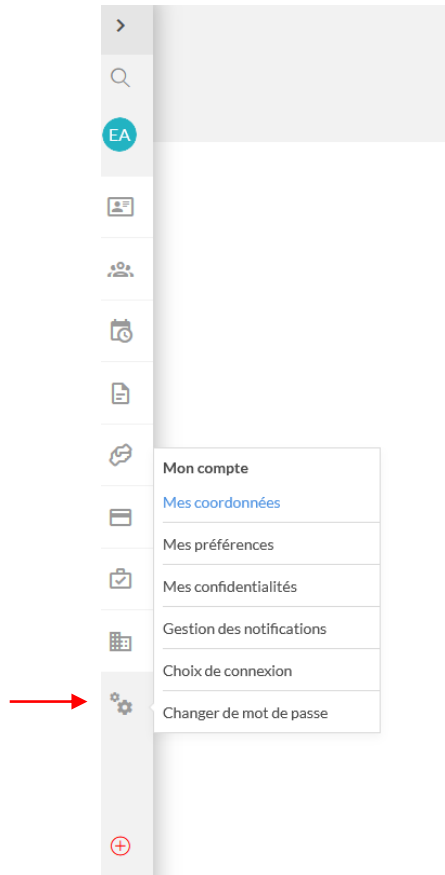 EA
Mon compte
Mes coordonnées
Mes préférences
Mes confidentialités
Gestion des notifications
Choix de connexion
Changer de mot de passe